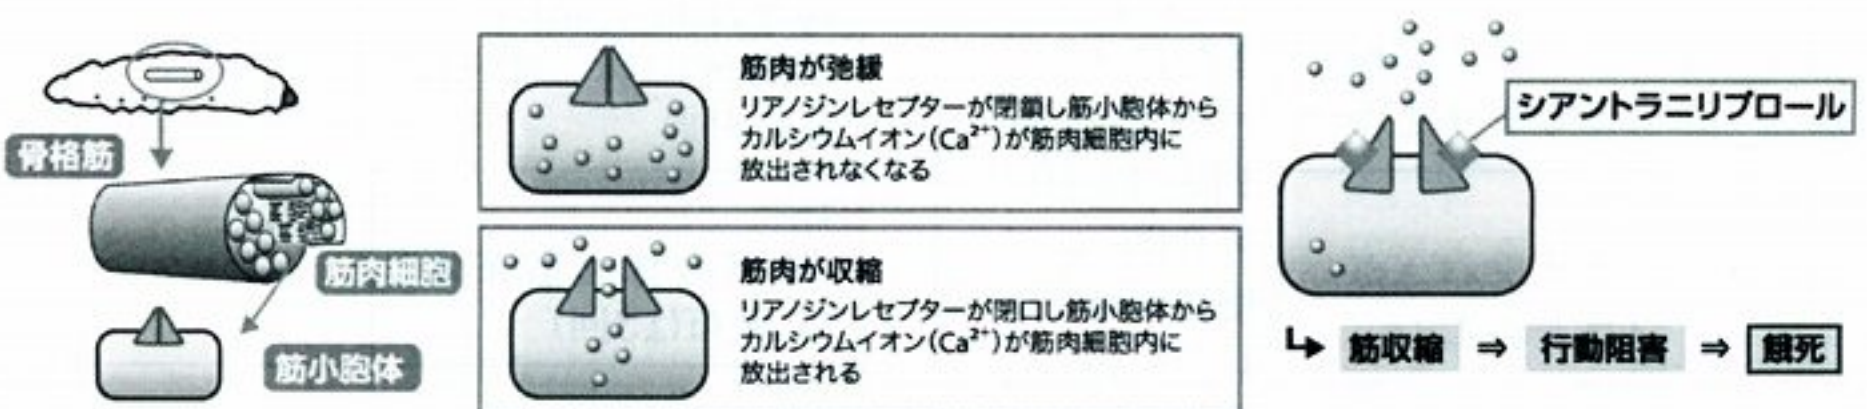 骨格筋
筋肉細胞
筋小胞体
筋肉が弛緩
リアノジンレセプターが閉鎖し筋小胞体から
カルシウムイオン(Ca²⁺)が筋肉細胞内に
放出されなくなる
筋肉が収縮
リアノジンレセプターが開口し筋小胞体から
カルシウムイオン(Ca²⁺)が筋肉細胞内に
放出される
シアントラニリプロール
筋収縮 ⇒ 行動阻害 ⇒ 餓死